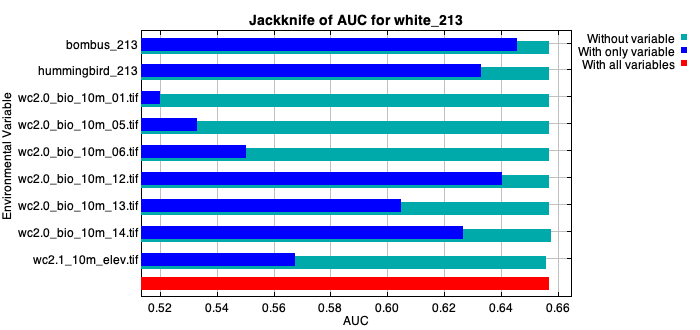 Jackknife of AUC for white_213
Without variable
With only variable
With all variables
Environmental Variable
bombus_213
hummingbird_213
wc2.0_bio_10m_01.tif
wc2.0_bio_10m_05.tif
wc2.0_bio_10m_06.tif
wc2.0_bio_10m_12.tif
wc2.0_bio_10m_13.tif
wc2.0_bio_10m_14.tif
wc2.1_10m_elev.tif
0.52 0.54 0.56 0.58 0.60 0.62 0.64 0.66
AUC